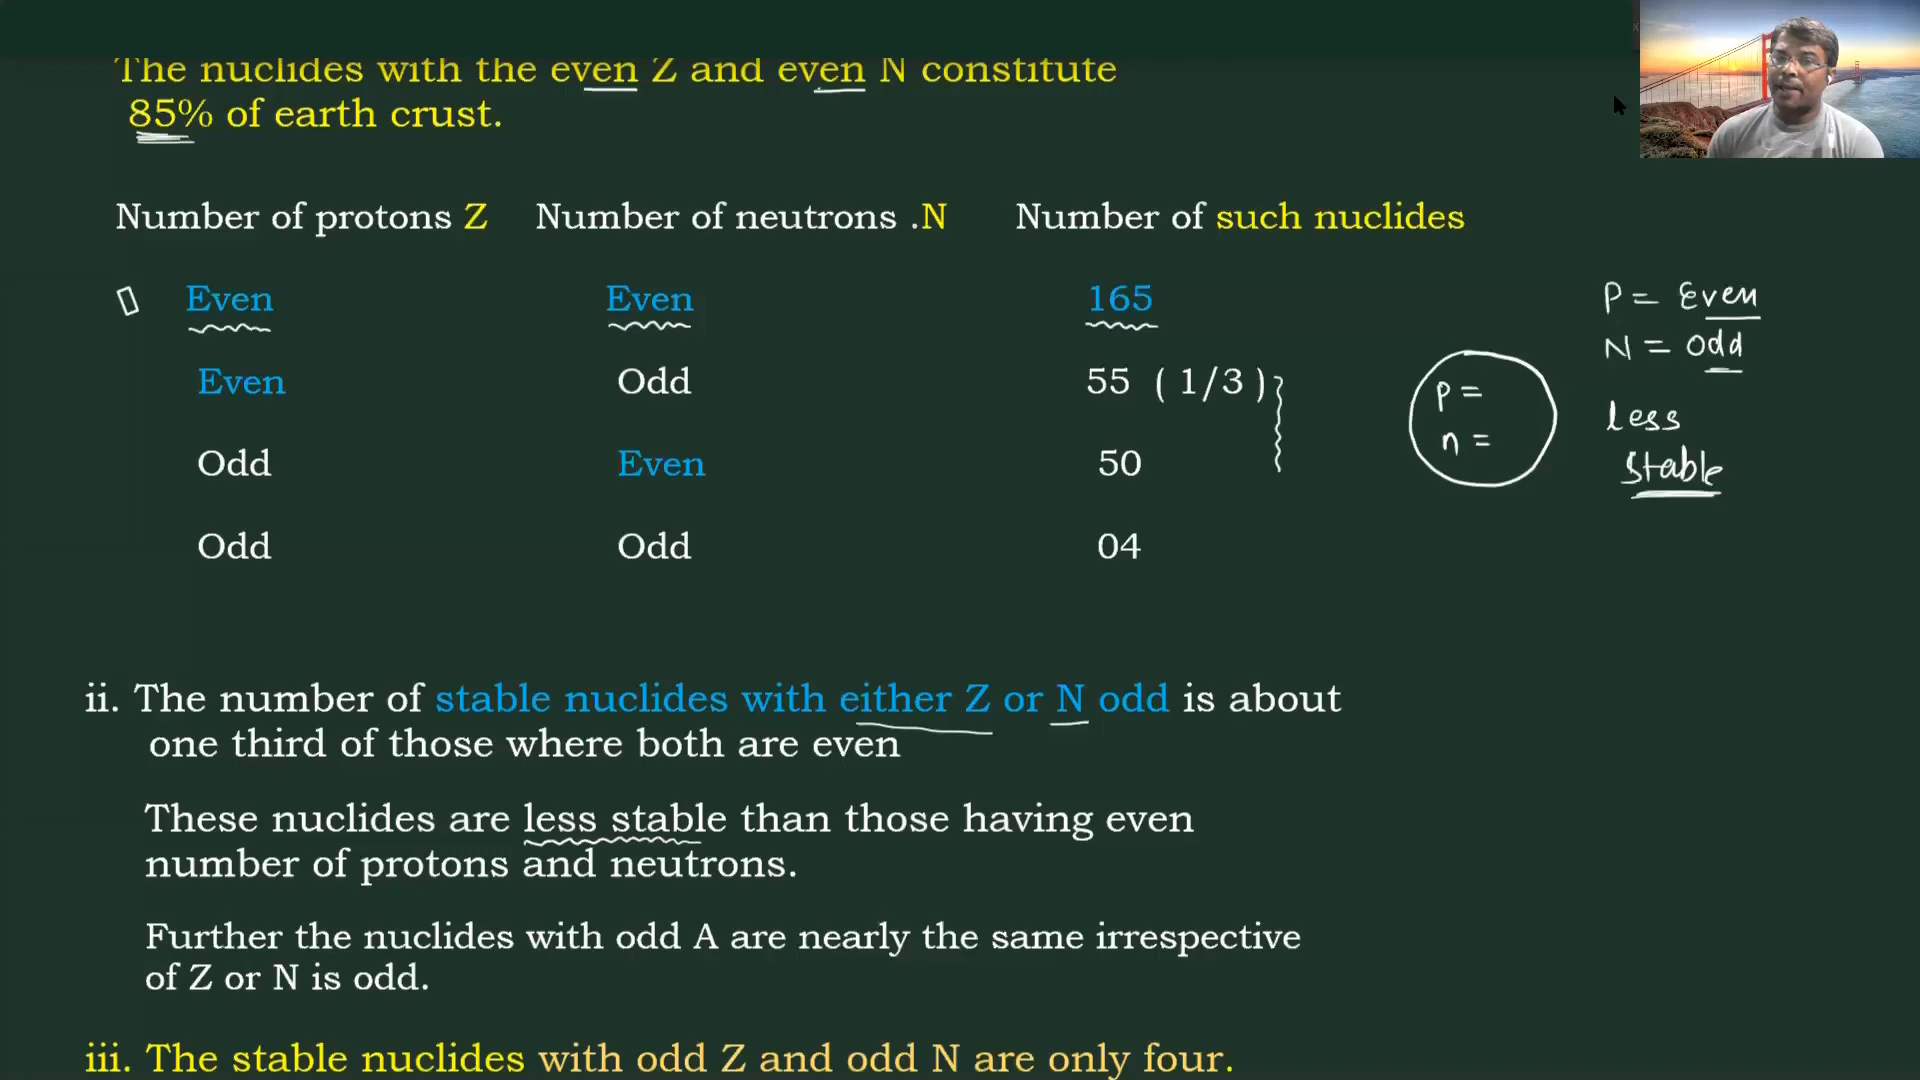 The nuclides with the even Z and even N constitute
85% of earth crust.
Number of protons Z Number of neutrons .N Number of such nuclides
Even Even 165
P = Even
N = odd
Even Odd 55 ( 1/3 )
p =
n =
less
stable
Odd Even 50
Odd Odd 04
ii. The number of stable nuclides with either Z or N odd is about
one third of those where both are even
These nuclides are less stable than those having even
number of protons and neutrons.
Further the nuclides with odd A are nearly the same irrespective
of Z or N is odd.
iii. The stable nuclides with odd Z and odd N are only four.